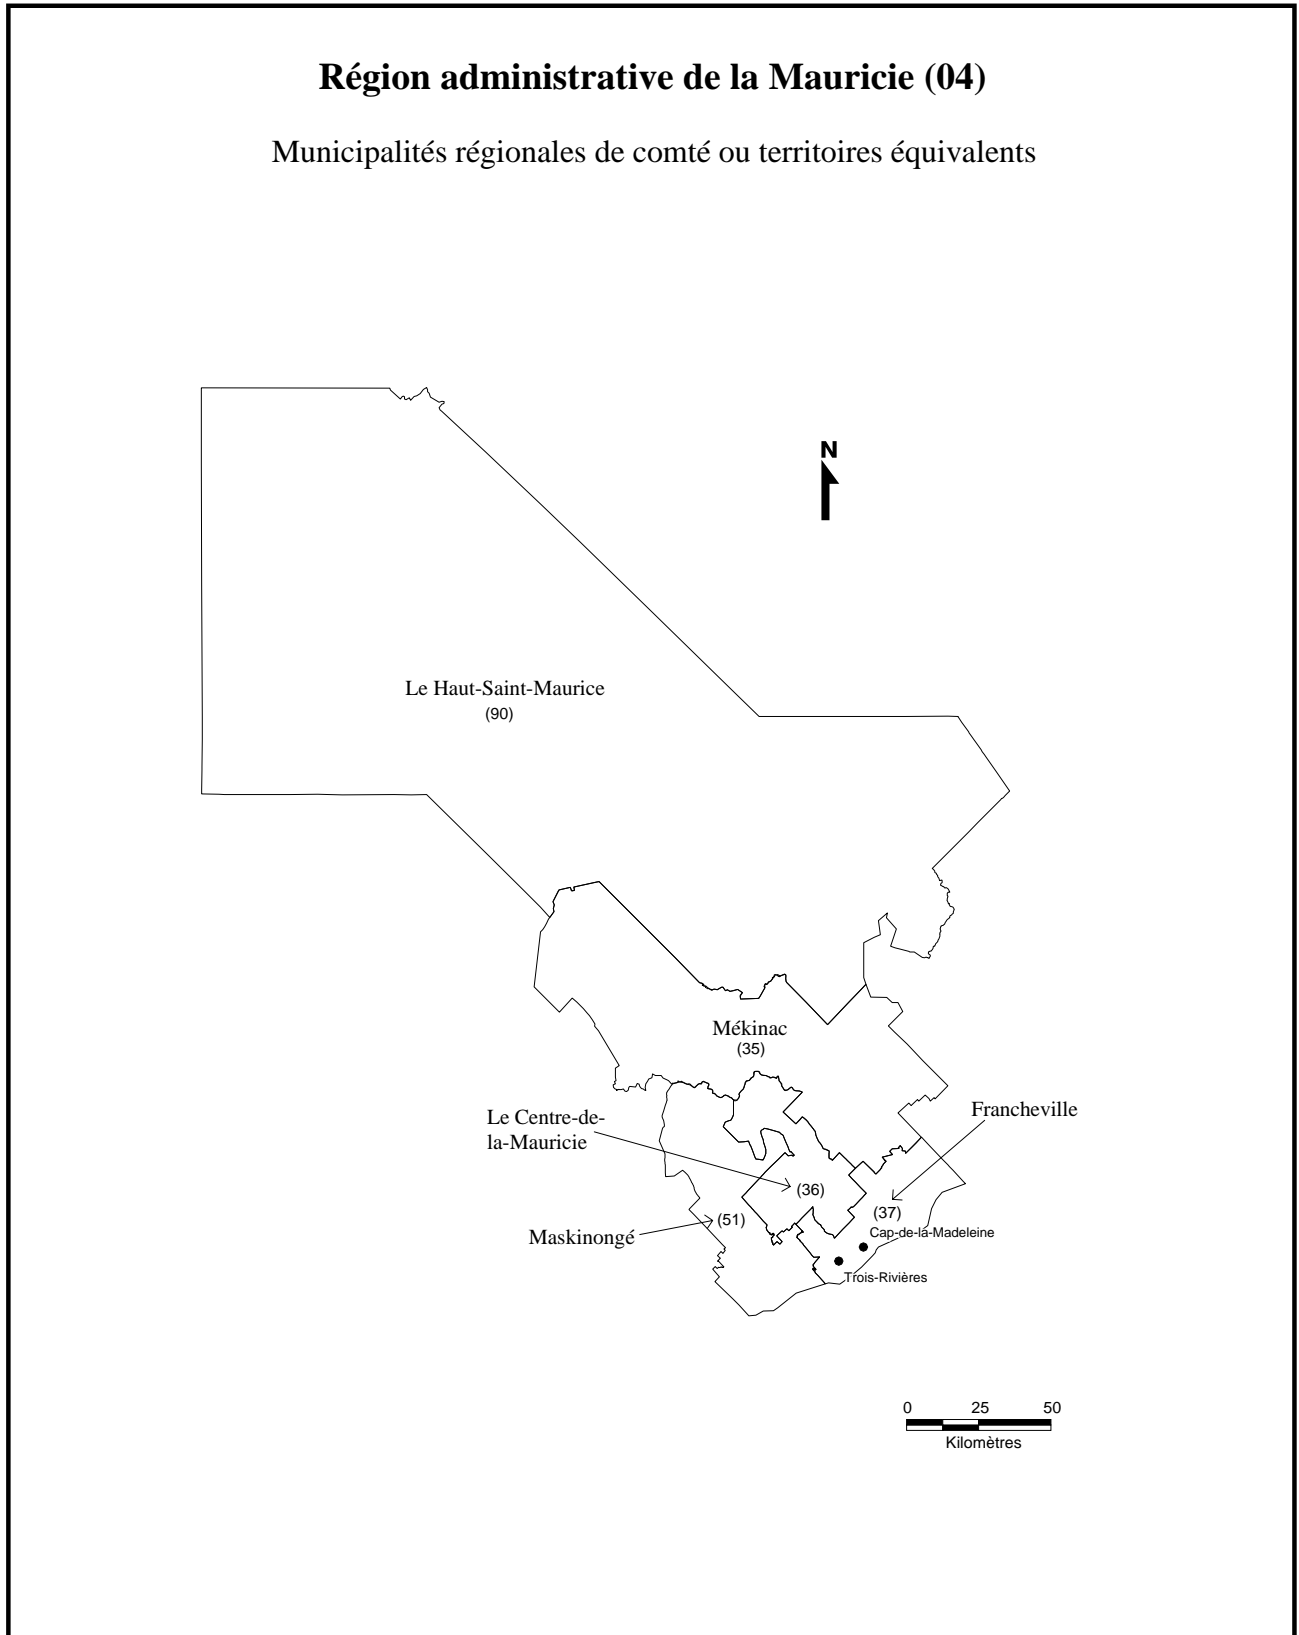 Région administrative de la Mauricie (04)
Municipalités régionales de comté ou territoires équivalents
N
Le Haut-Saint-Maurice
(90)
Mékinac
(35)
Le Centre-de-
la-Mauricie
Francheville
(36)
(37)
(51)
Maskinongé
Cap-de-la-Madeleine
Trois-Rivières
0 25 50
Kilomètres